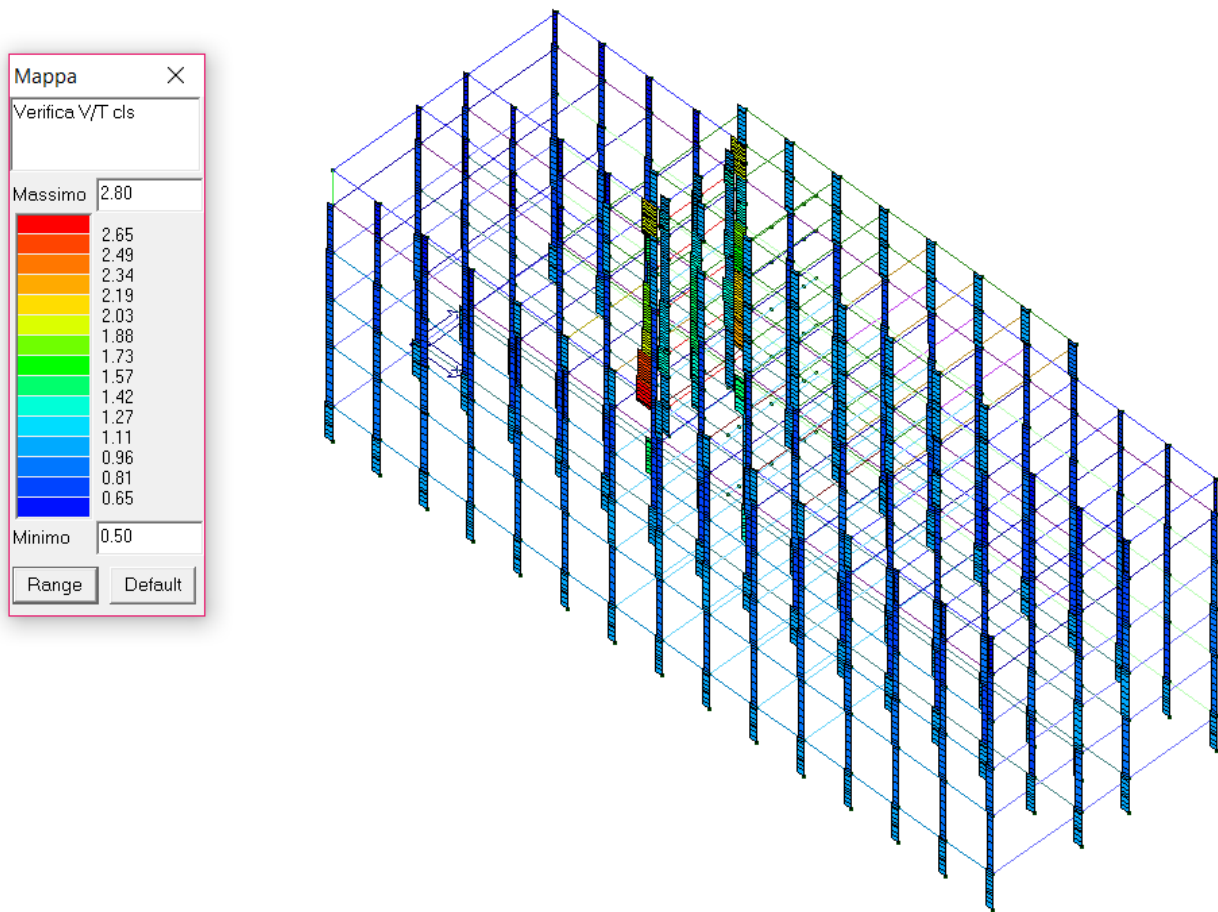 Mappa
Verifica V/T cls
Massimo 2.80
2.65
2.49
2.34
2.19
2.03
1.88
1.73
1.57
1.42
1.27
1.11
0.96
0.81
0.65
Minimo 0.50
Range Default